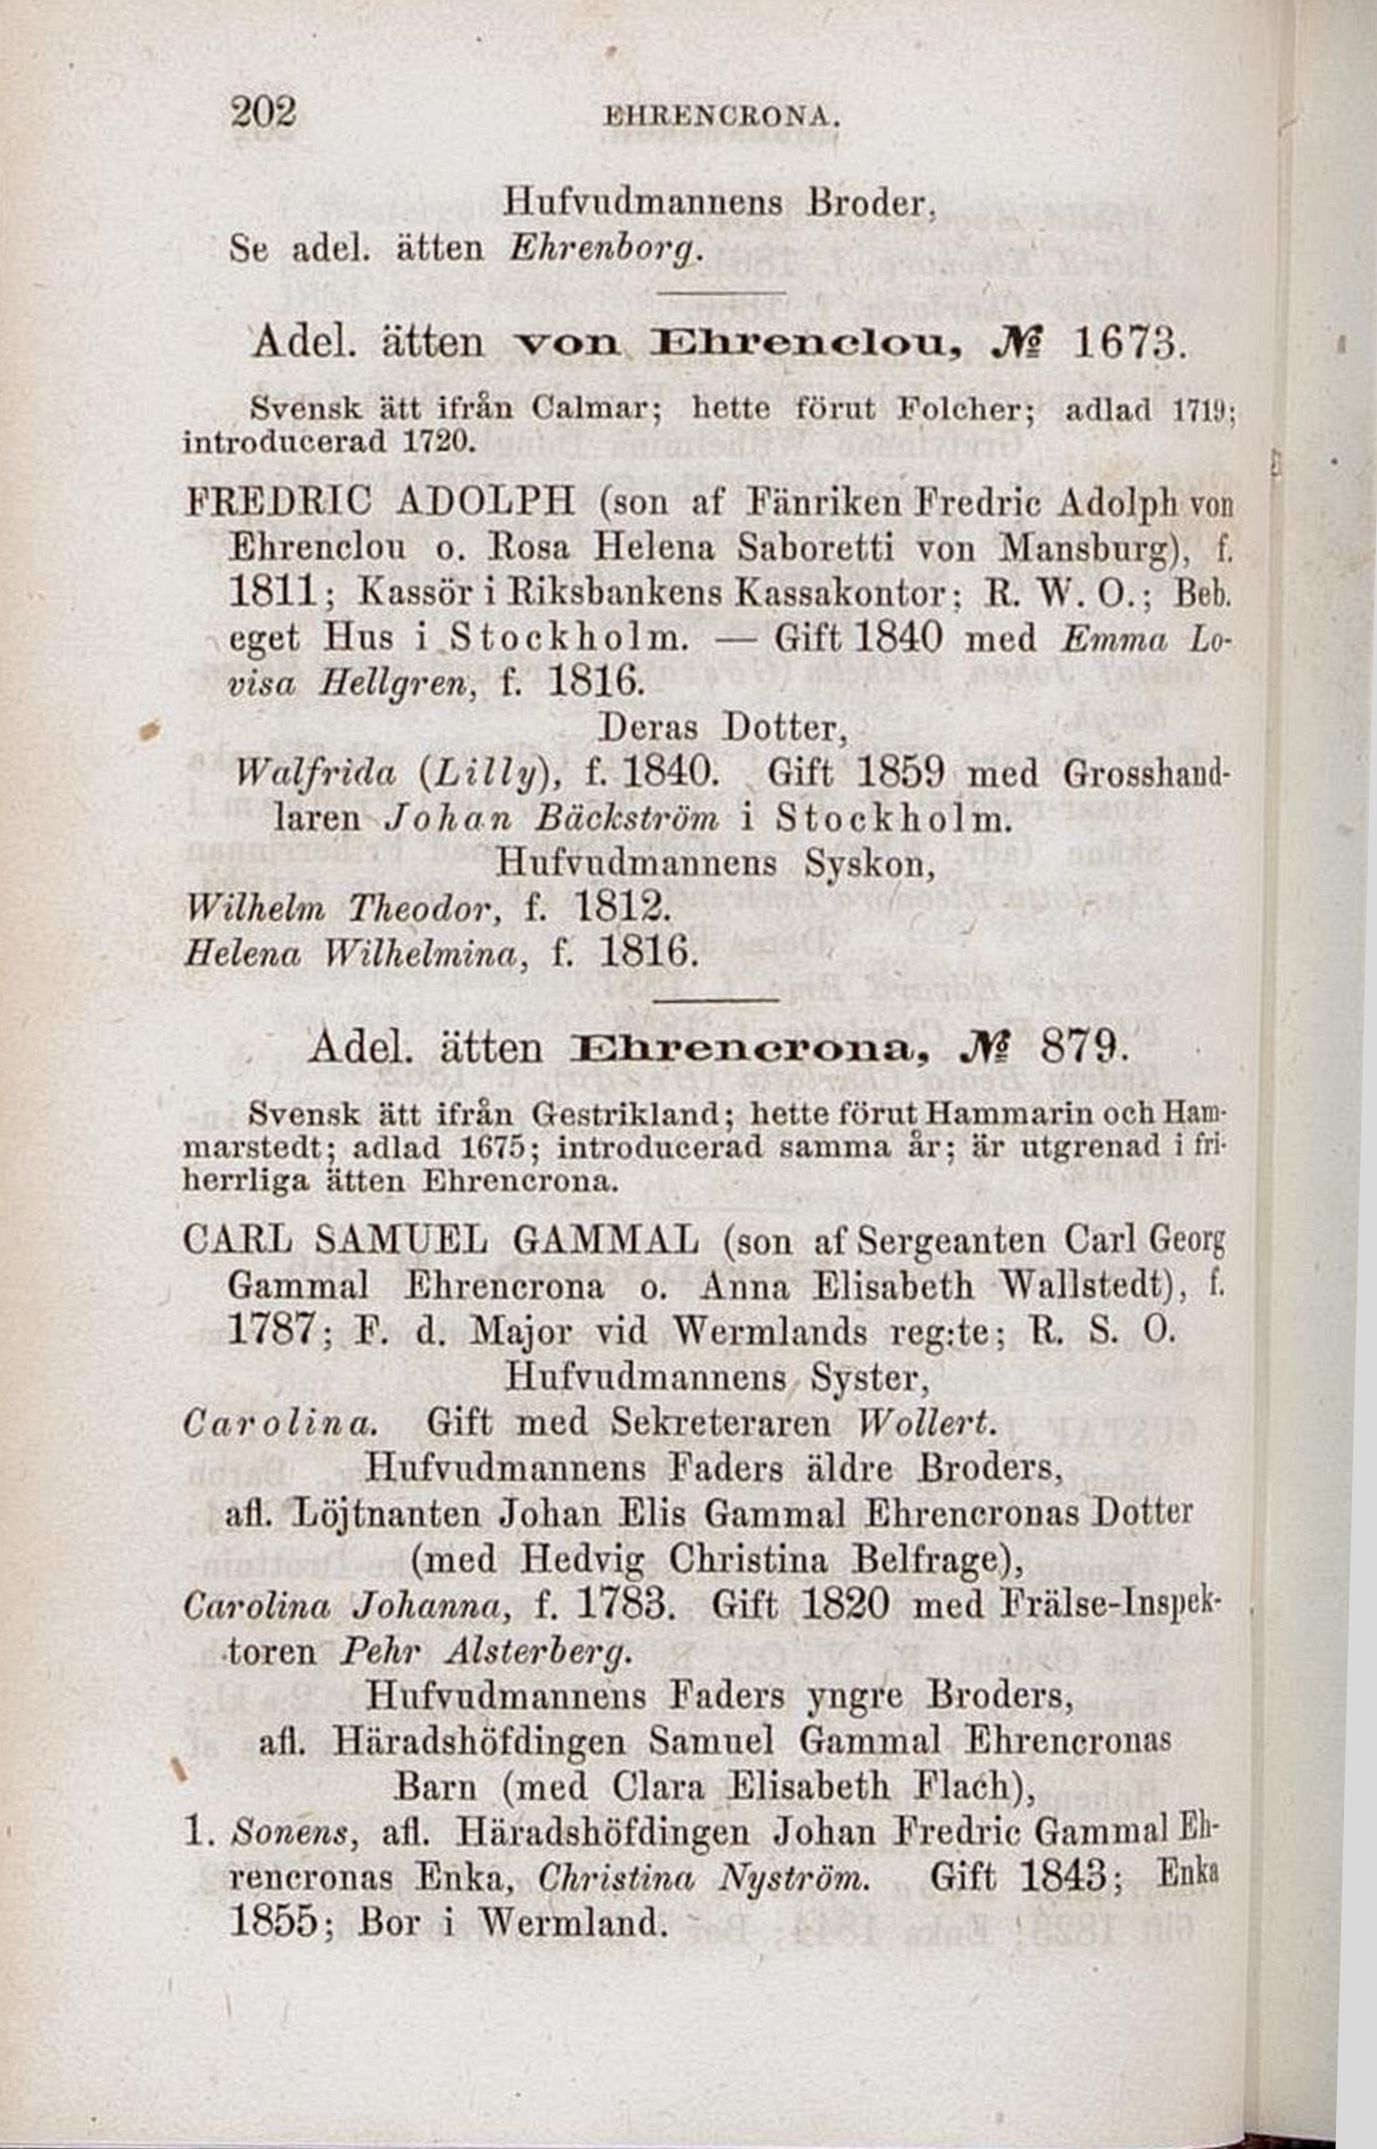 202 EHRENCRONA.
Hufvudmannens Broder,
Se adel. ätten Ehrenborg.
Adel. ätten von Ehrenclou, № 1673.
Svensk ätt ifrån Calmar; hette förut Folcher; adlad 1719;
introducerad 1720.
FREDRIC ADOLPH (son af Fänriken Fredric Adolph von
Ehrenclou o. Rosa Helena Saboretti von Mansburg), f.
1811; Kassör i Riksbankens Kassakontor; R. W. O.; Beb.
eget Hus i Stockholm. — Gift 1840 med Emma Lo-
visa Hellgren, f. 1816.
Deras Dotter,
Walfrida (Lilly), f. 1840. Gift 1859 med Grosshand-
laren Johan Bäckström i Stockholm.
Hufvudmannens Syskon,
Wilhelm Theodor, f. 1812.
Helena Wilhelmina, f. 1816.
Adel. ätten Ehrencrona, № 879.
Svensk ätt ifrån Gestrikland; hette förut Hammarin och Ham-
marstedt; adlad 1675; introducerad samma år; är utgrenad i fri-
herrliga ätten Ehrencrona.
CARL SAMUEL GAMMAL (son af Sergeanten Carl Georg
Gammal Ehrencrona o. Anna Elisabeth Wallstedt), f.
1787; F. d. Major vid Wermlands reg:te; R. S. O.
Hufvudmannens Syster,
Carolina. Gift med Sekreteraren Wollert.
Hufvudmannens Faders äldre Broders,
afl. Löjtnanten Johan Elis Gammal Ehrencronas Dotter
(med Hedvig Christina Belfrage),
Carolina Johanna, f. 1783. Gift 1820 med Frälse-Inspek-
toren Pehr Alsterberg.
Hufvudmannens Faders yngre Broders,
afl. Häradshöfdingen Samuel Gammal Ehrencronas
Barn (med Clara Elisabeth Flach),
1. Sonens, afl. Häradshöfdingen Johan Fredric Gammal Eh-
rencronas Enka, Christina Nyström. Gift 1843; Enka
1855; Bor i Wermland.